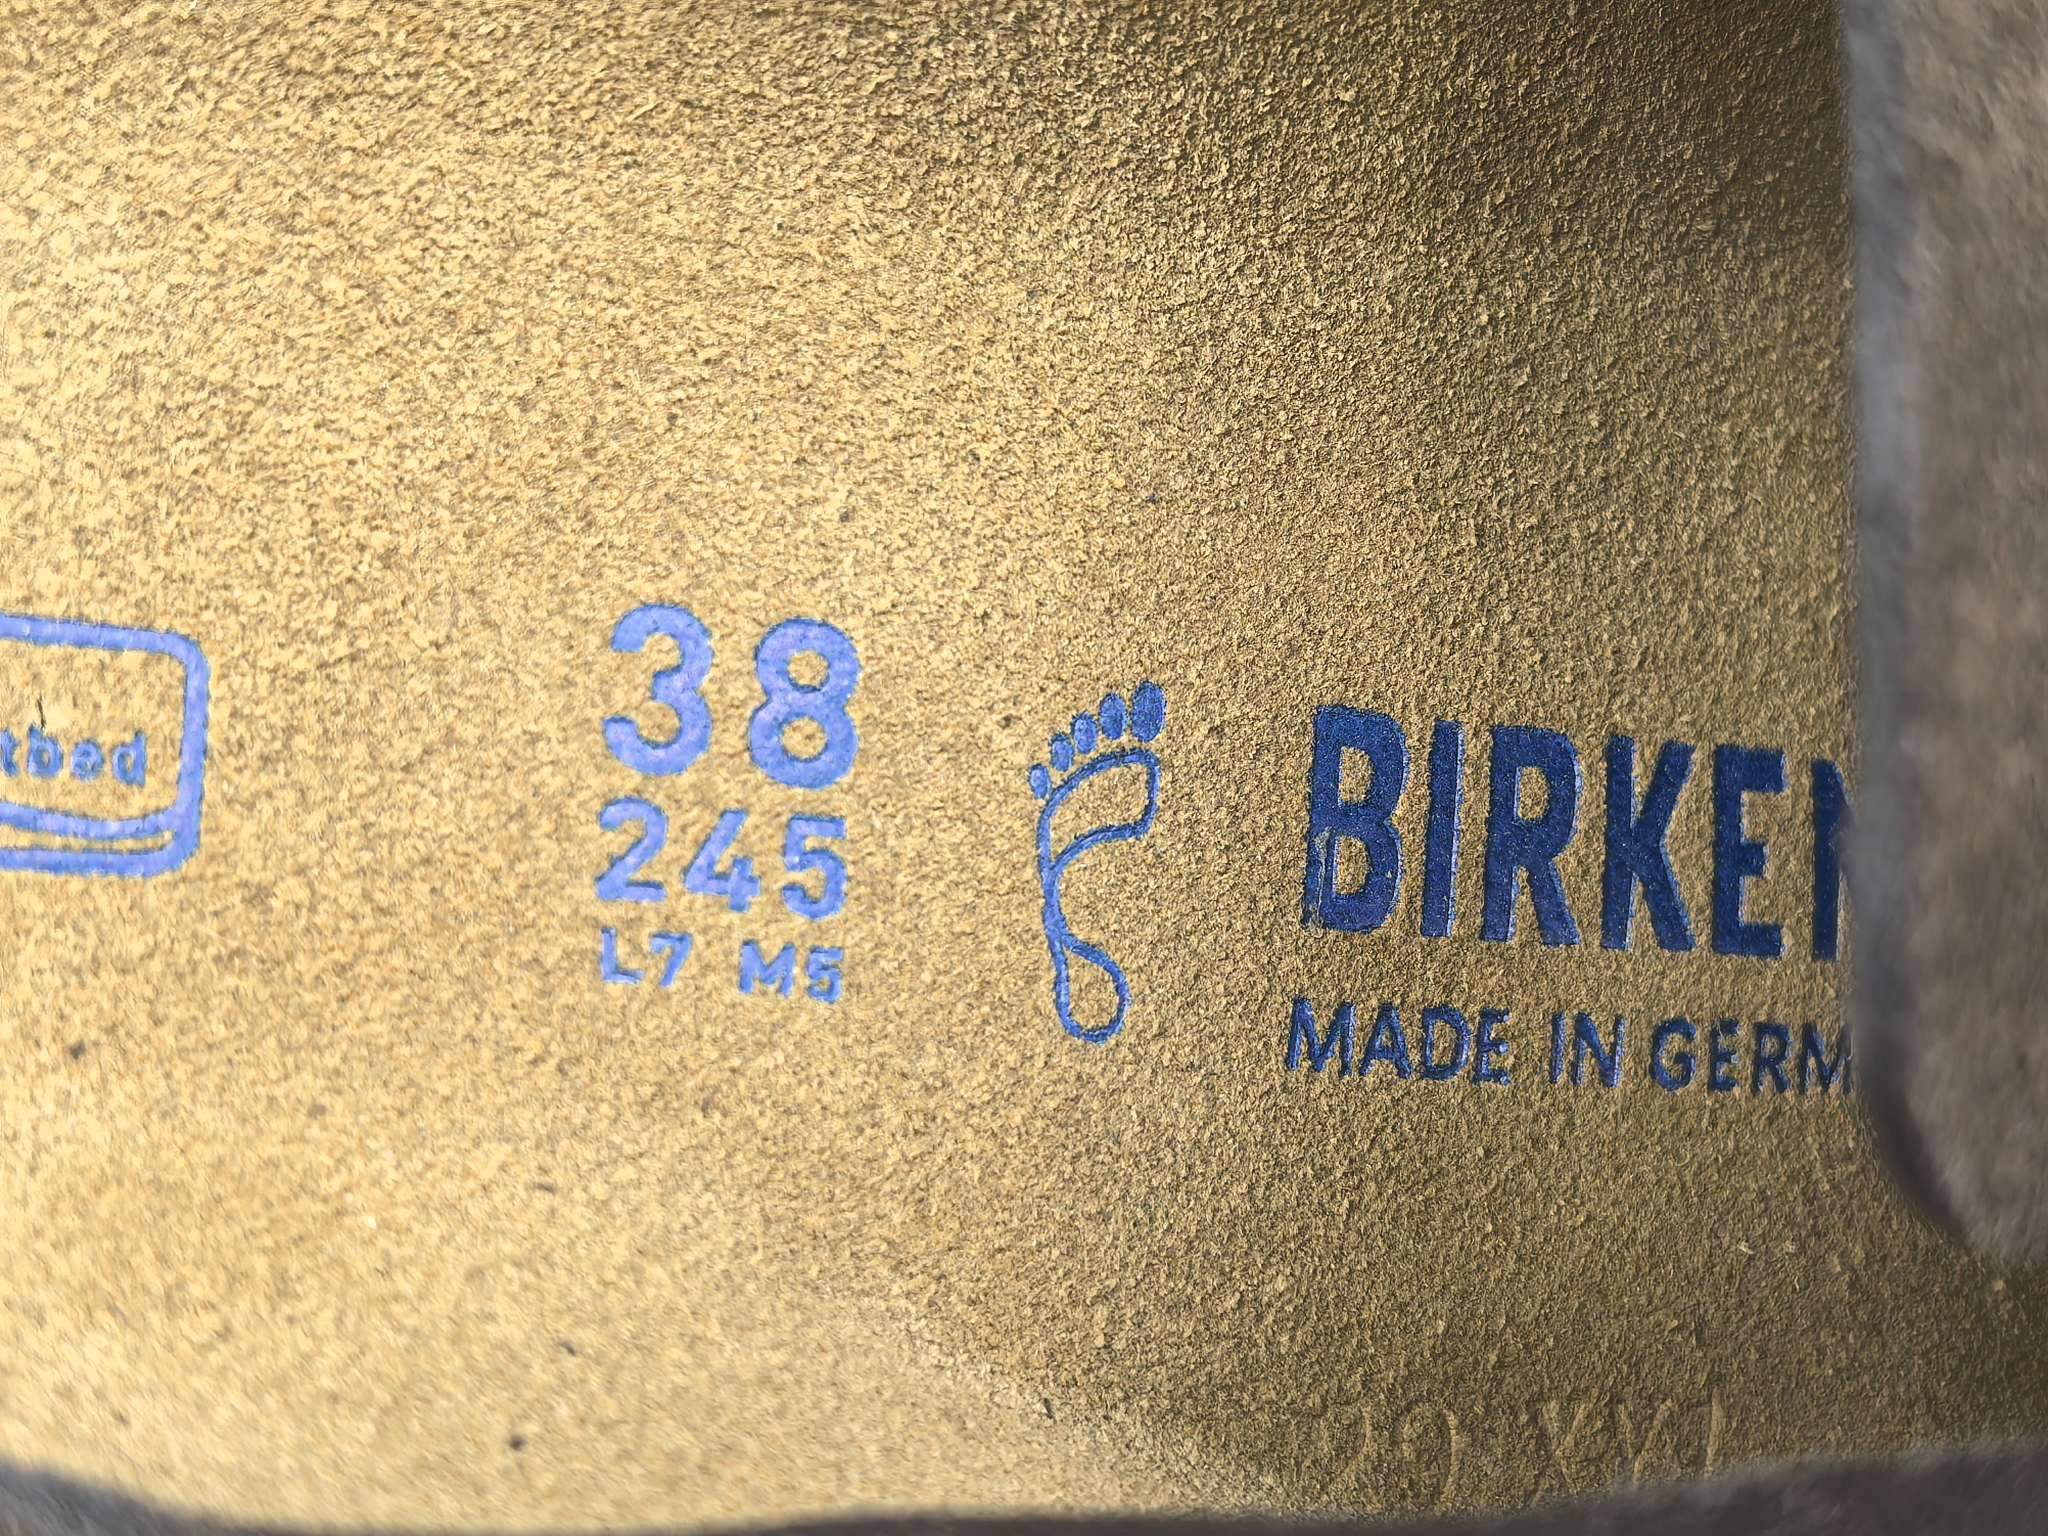 tbed
38
245
L7 M5
BIRKEN
MADE IN GERM